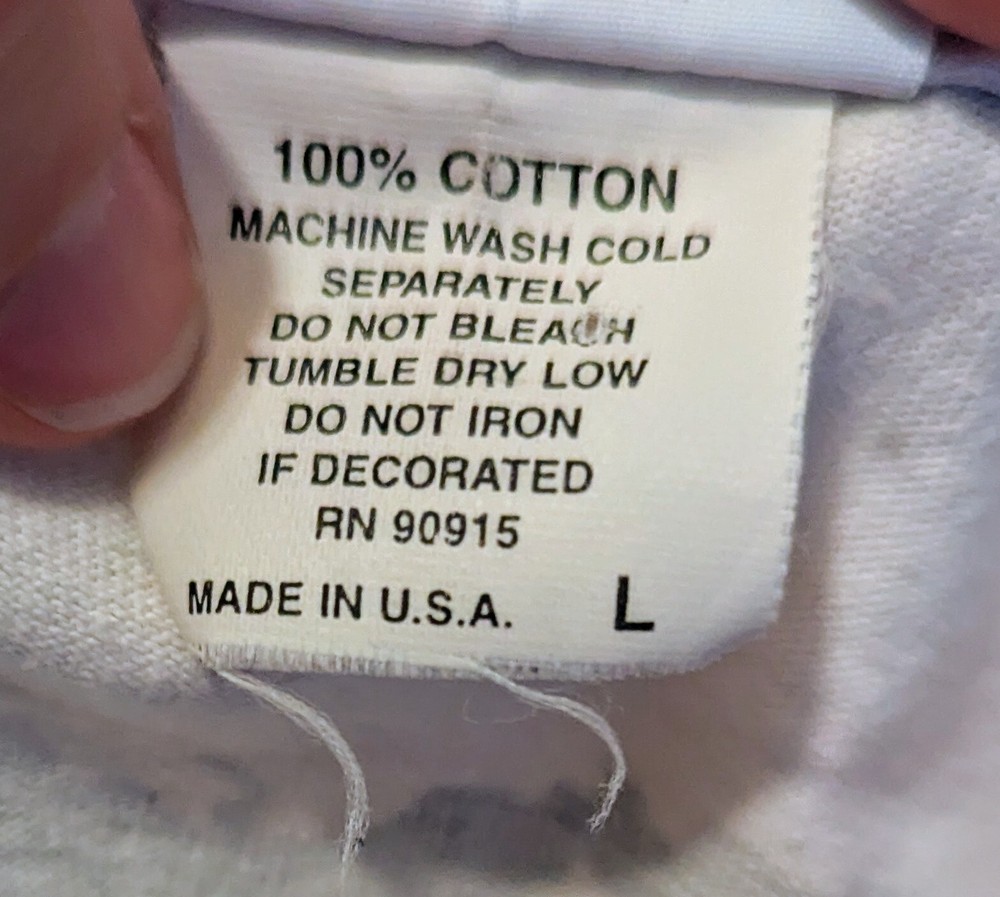 100% COTTON
MACHINE WASH COLD
SEPARATELY
DO NOT BLEACH
TUMBLE DRY LOW
DO NOT IRON
IF DECORATED
RN 90915
MADE IN U.S.A. L